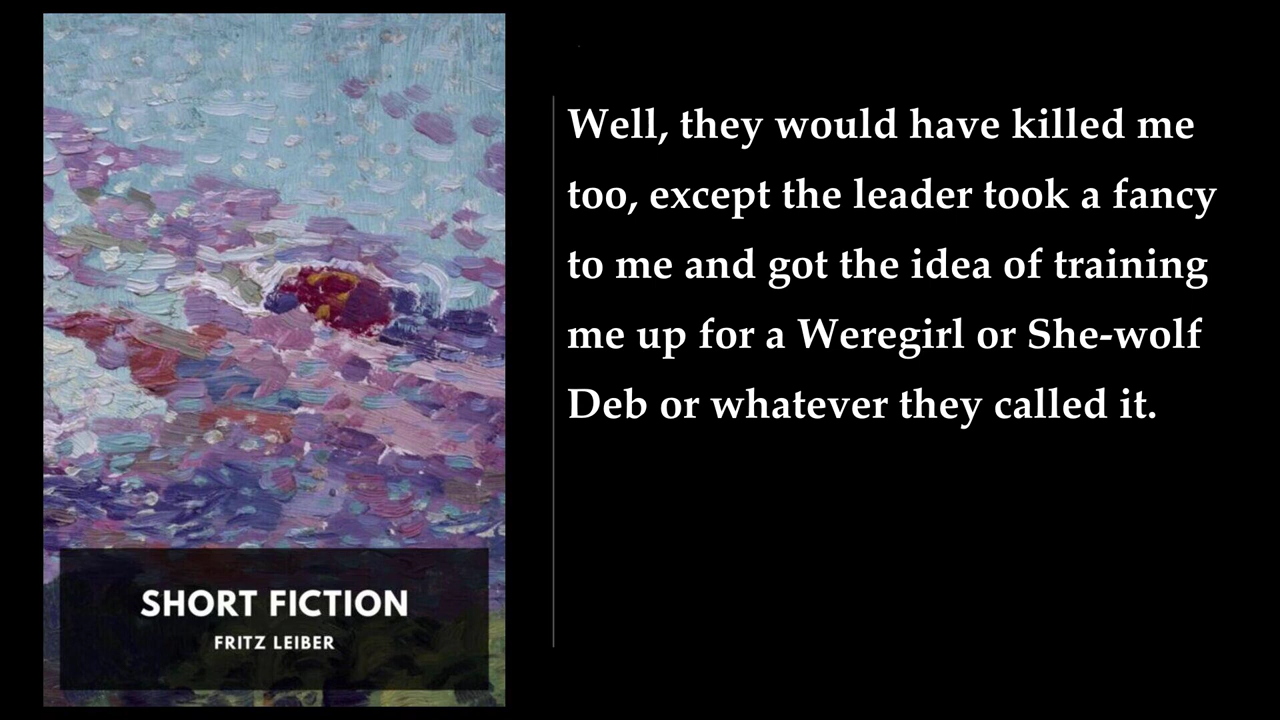 Well, they would have killed me
too, except the leader took a fancy
to me and got the idea of training
me up for a Weregirl or She-wolf
Deb or whatever they called it.
SHORT FICTION
FRITZ LEIBER